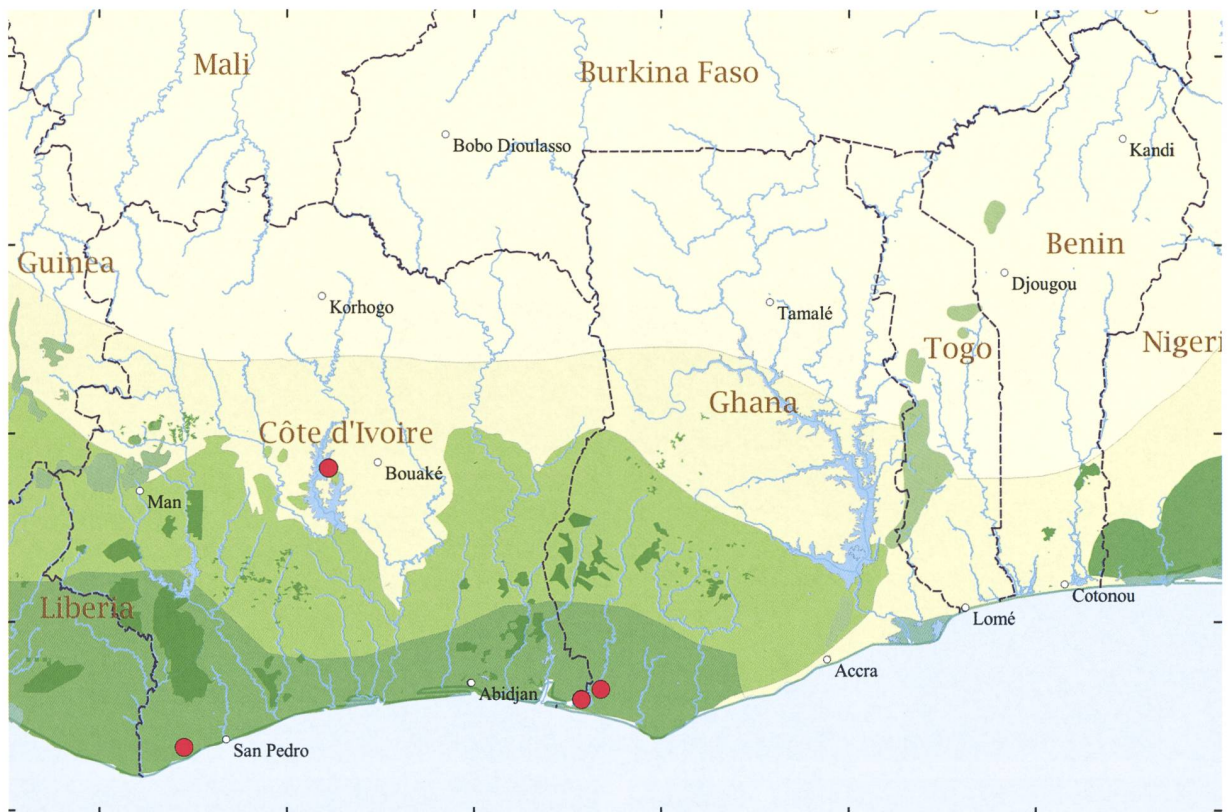 Mali
Burkina Faso
Bobo Dioulasso
Kandi
Guinea
Benin
Djougou
Korhogo
Tamalé
Togo
Nigeri
Ghana
Côte d'Ivoire
Bouaké
Man
Liberia
Cotonou
Lomé
Accra
Abidjan
San Pedro